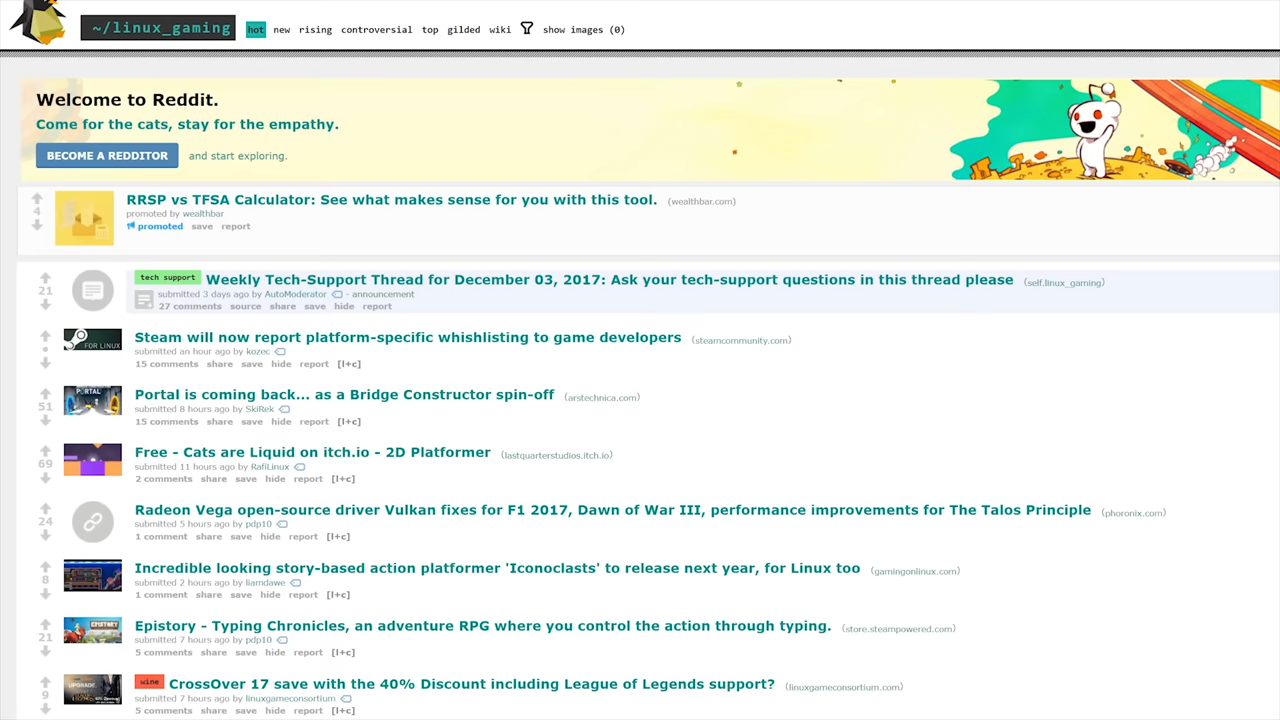 ~/linux_gaming hot new rising controversial top gilded wiki show images (0)
Welcome to Reddit.
Come for the cats, stay for the empathy.
BECOME A REDDITOR and start exploring.
RRSP vs TFSA Calculator: See what makes sense for you with this tool. (wealthbar.com)
4
promoted by wealthbar
promoted save report
tech support Weekly Tech-Support Thread for December 03, 2017: Ask your tech-support questions in this thread please (self.linux_gaming)
21
submitted 3 days ago by AutoModerator - announcement
27 comments source share save hide report
Steam will now report platform-specific whishlisting to game developers (steamcommunity.com)
FOR LINUX
•
submitted an hour ago by kozec
15 comments share save hide report [l+c]
Portal is coming back... as a Bridge Constructor spin-off (arstechnica.com)
PORTAL
51
submitted 8 hours ago by SkiRek
15 comments share save hide report [l+c]
Free - Cats are Liquid on itch.io - 2D Platformer (lastquarterstudios.itch.io)
69
submitted 11 hours ago by RafiLinux
2 comments share save hide report [l+c]
Radeon Vega open-source driver Vulkan fixes for F1 2017, Dawn of War III, performance improvements for The Talos Principle (phoronix.com)
24
submitted 5 hours ago by pdp10
1 comment share save hide report [l+c]
Incredible looking story-based action platformer 'Iconoclasts' to release next year, for Linux too (gamingonlinux.com)
8
submitted 2 hours ago by liamdawe
1 comment share save hide report [l+c]
Epistory - Typing Chronicles, an adventure RPG where you control the action through typing. (store.steampowered.com)
EPISTORY
21
submitted 7 hours ago by pdp10
5 comments share save hide report [l+c]
wine CrossOver 17 save with the 40% Discount including League of Legends support? (linuxgameconsortium.com)
UPGRADE.
9
submitted 7 hours ago by linuxgameconsortium
5 comments share save hide report [l+c]